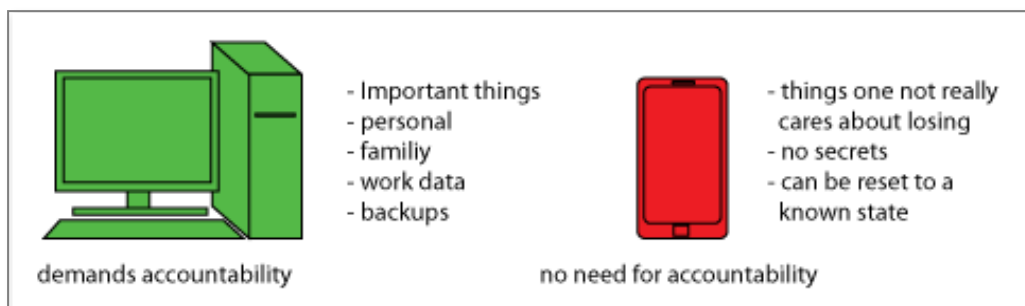 - Important things
- personal
- familiy
- work data
- backups
demands accountability
- things one not really
cares about losing
- no secrets
- can be reset to a
known state
no need for accountability